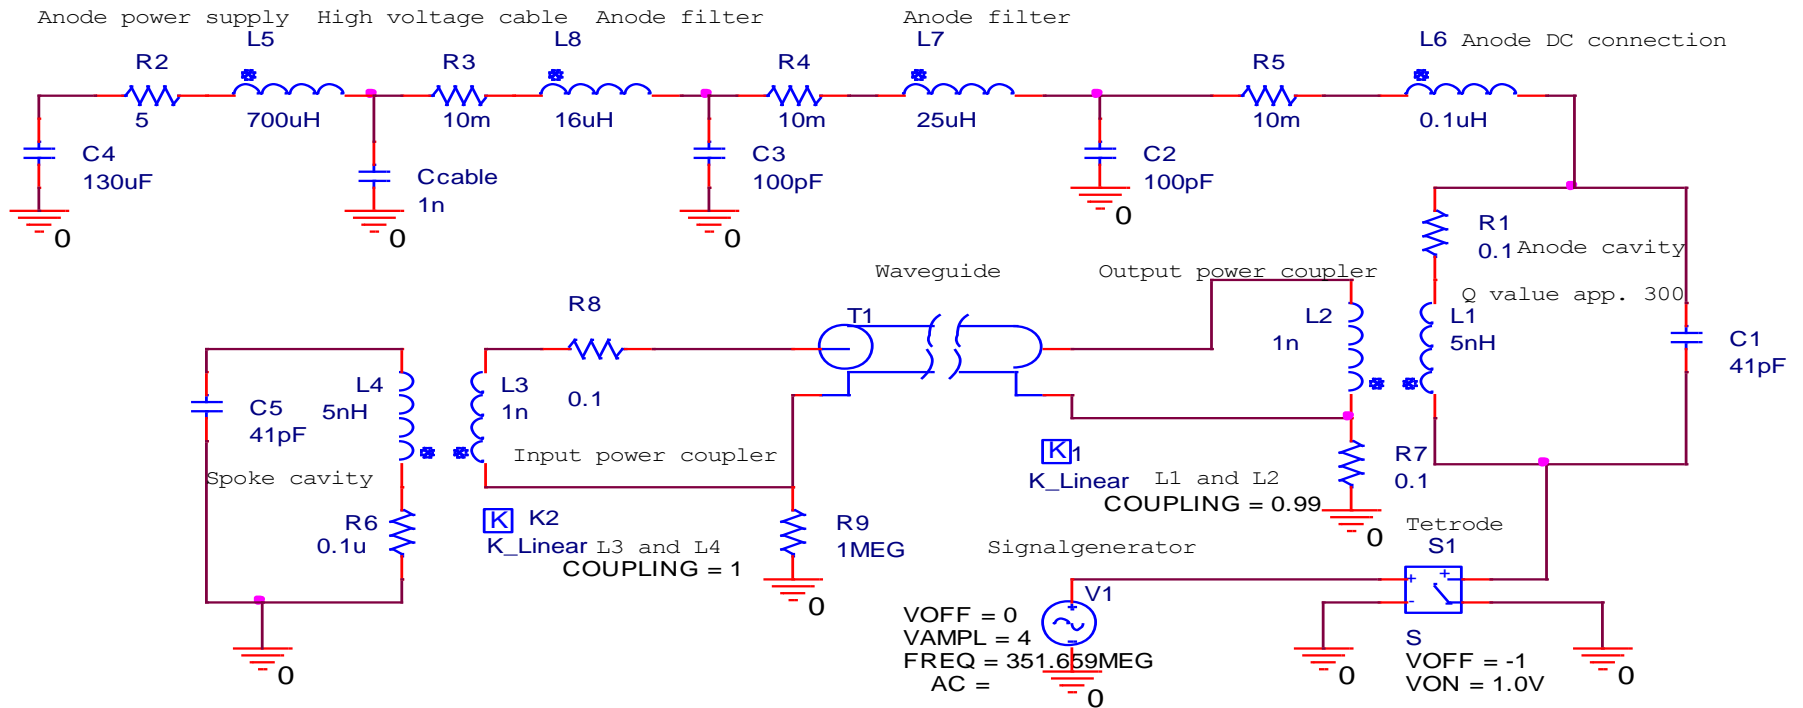 Anode power supply High voltage cable Anode filter Anode filter
L5 L8 L7 L6 Anode DC connection
R2 R3 R4 R5
5 700uH 10m 16uH 10m 25uH 10m 0.1uH
C4 C3 C2
130uF Ccable 100pF 100pF
1n
0 0 0 0
R1
0.1 Anode cavity
Waveguide Output power coupler
Q value app. 300
R8 T1 L2 L1
1n 5nH C1
41pF
L4 L3
5nH 1n 0.1
C5
41pF
K 1 R7
Spoke cavity Input power coupler
K_Linear L1 and L2 0.1
COUPLING = 0.99
R6 K K2 R9 0 Tetrode
0.1u K_Linear L3 and L4 1MEG Signalgenerator S1
COUPLING = 1
+ +
- 
0 V1
VOFF = 0
+
VAMPL = 4 S
-
FREQ = 351.659MEG VOFF = -1
AC = VON = 1.0V
0 0 0 0